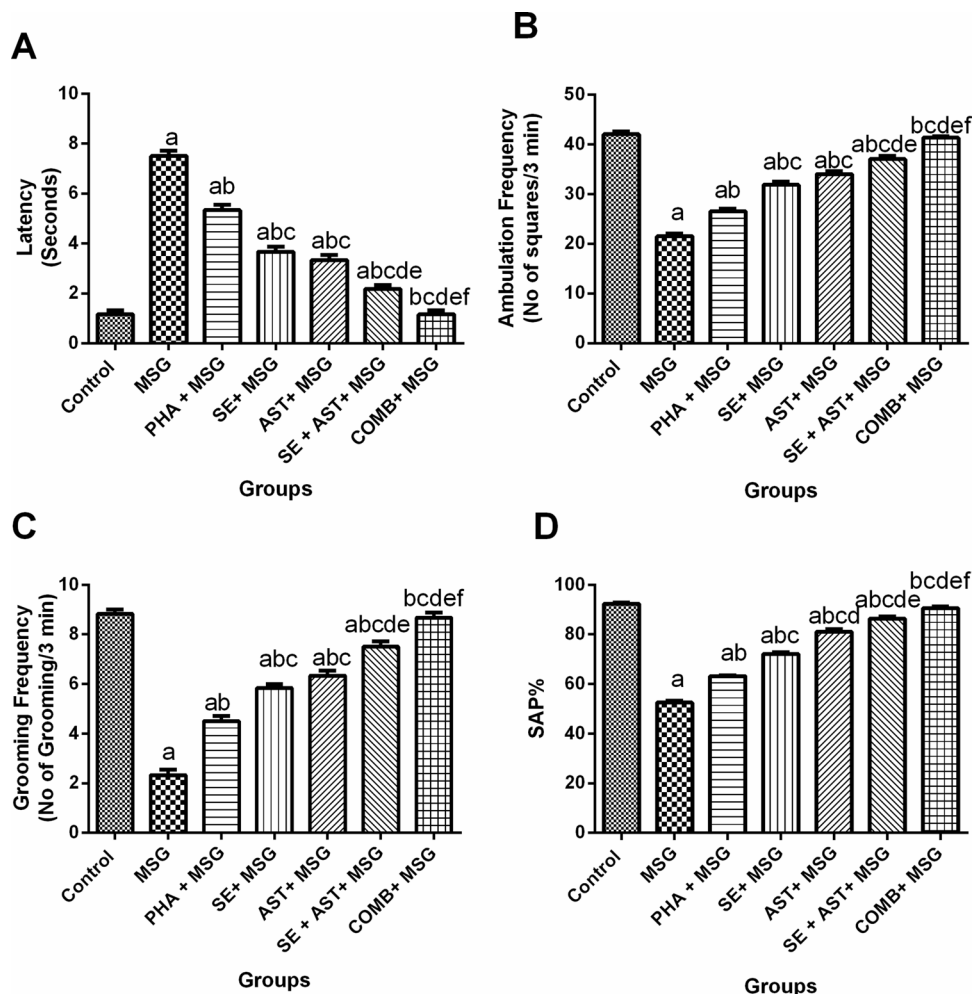 A
Latency
(Seconds)
10
8
6
4
2
0
a
ab
abc
abc
abcde
bcdef
Control
MSG
PHA + MSG
SE+ MSG
AST+ MSG
SE + AST+ MSG
COMB+ MSG
Groups
B
Ambulation Frequency
(No of squares/3 min)
50
40
30
20
10
0
a
ab
abc
abc
abcde
bcdef
Control
MSG
PHA + MSG
SE+ MSG
AST+ MSG
SE + AST+ MSG
COMB+ MSG
Groups
C
Grooming Frequency
(No of Grooming/3 min)
10
8
6
4
2
0
a
ab
abc
abc
abcde
bcdef
Control
MSG
PHA + MSG
SE+ MSG
AST+ MSG
SE + AST+ MSG
COMB+ MSG
Groups
D
SAP%
100
80
60
40
20
0
a
ab
abc
abcd
abcde
bcdef
Control
MSG
PHA + MSG
SE+ MSG
AST+ MSG
SE + AST+ MSG
COMB+ MSG
Groups